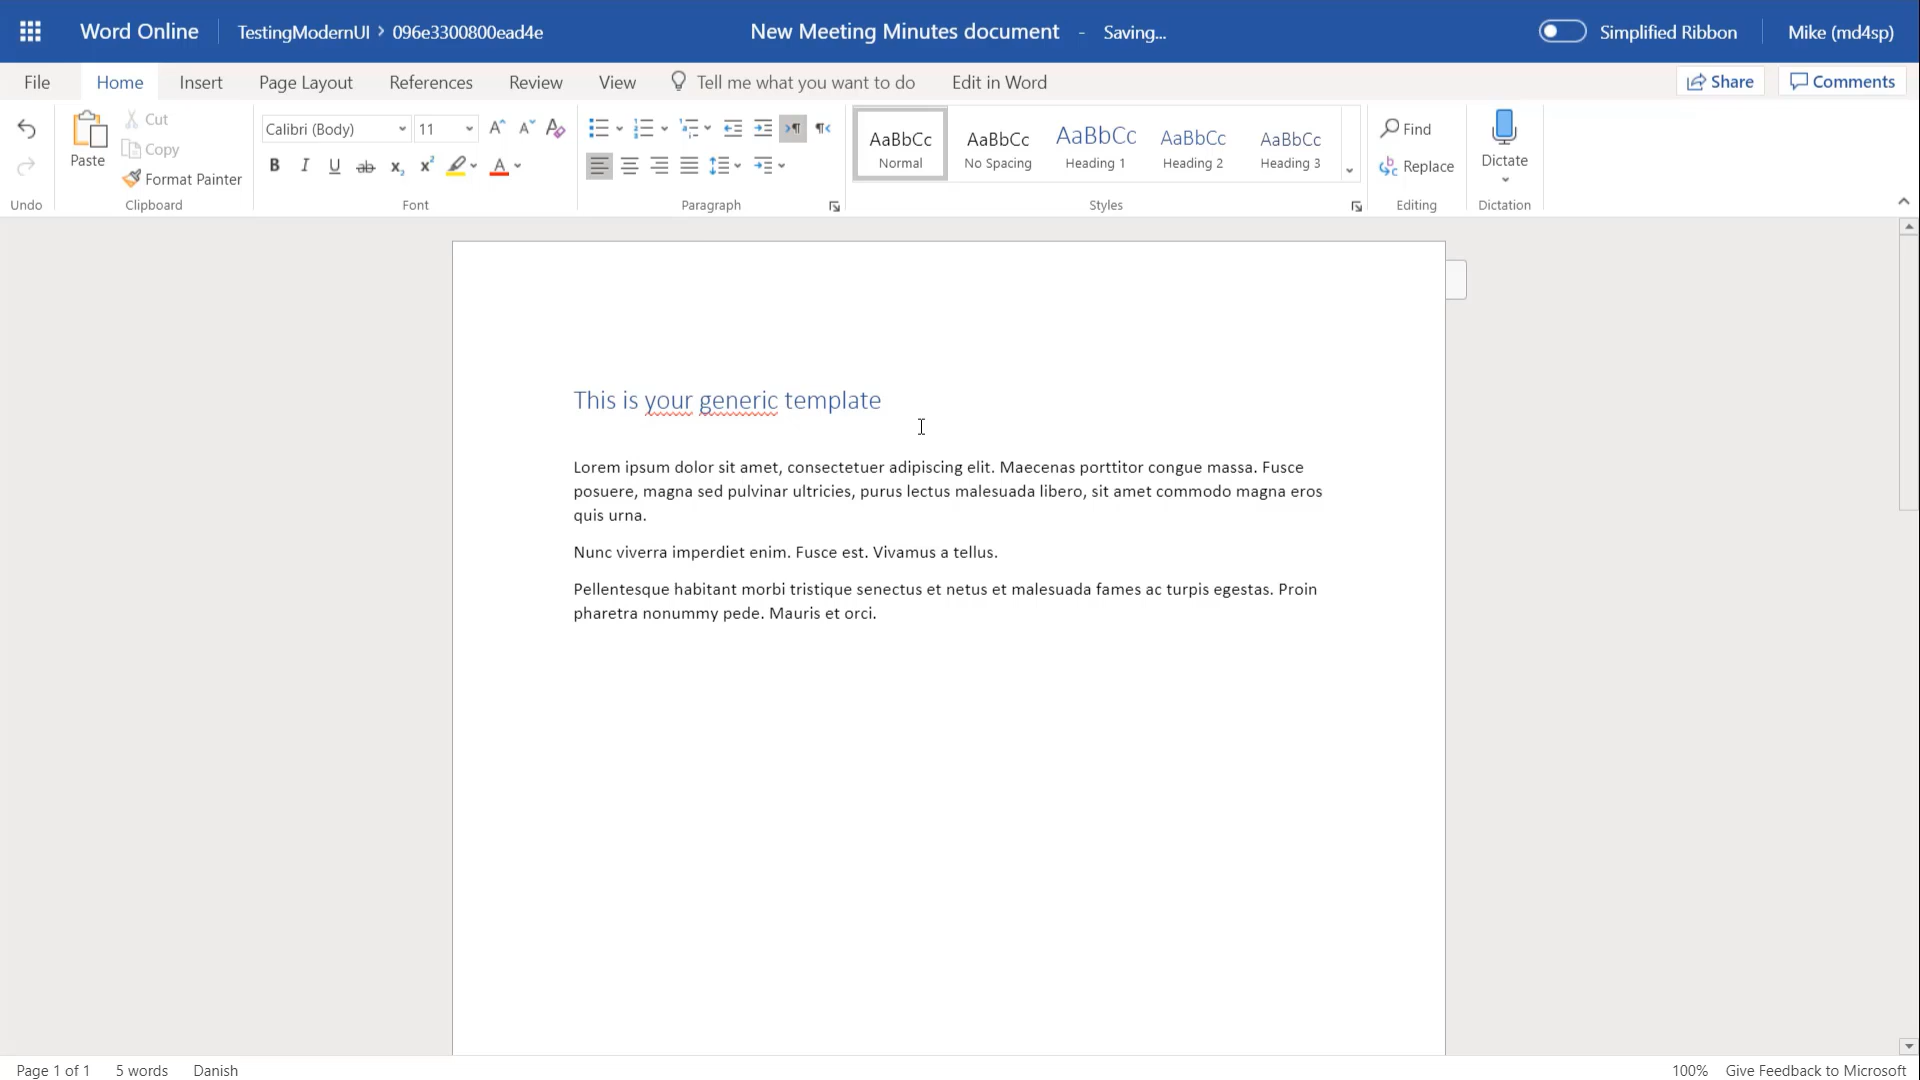 Word Online TestingModernUI > 096e3300800ead4e New Meeting Minutes document - Saving... Simplified Ribbon Mike (md4sp)
File Home Insert Page Layout References Review View Tell me what you want to do Edit in Word Share Comments
Paste
Cut
Copy
Format Painter
Calibri (Body) 11
AaBbCc AaBbCc AaBbCc AaBbCc AaBbCc
Normal No Spacing Heading 1 Heading 2 Heading 3
Find
Replace
Dictate
Undo Clipboard Font Paragraph Styles Editing Dictation
This is your generic template
Lorem ipsum dolor sit amet, consectetuer adipiscing elit. Maecenas porttitor congue massa. Fusce
posuere, magna sed pulvinar ultricies, purus lectus malesuada libero, sit amet commodo magna eros
quis urna.
Nunc viverra imperdiet enim. Fusce est. Vivamus a tellus.
Pellentesque habitant morbi tristique senectus et netus et malesuada fames ac turpis egestas. Proin
pharetra nonummy pede. Mauris et orci.
Page 1 of 1 5 words Danish 100% Give Feedback to Microsoft